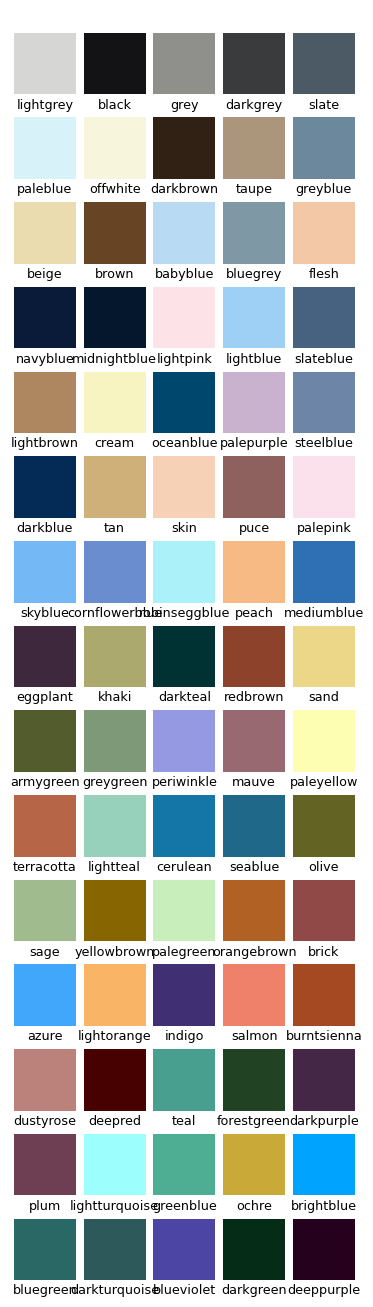 lightgrey black grey darkgrey slate
paleblue offwhite darkbrown taupe greyblue
beige brown babyblue bluegrey flesh
navyblue midnightblue lightpink lightblue slateblue
lightbrown cream oceanblue palepurple steelblue
darkblue tan skin puce palepink
skyblue cornflowerblue robinseggblue peach mediumblue
eggplant khaki darkteal redbrown sand
armygreen greygreen periwinkle mauve paleyellow
terracotta lightteal cerulean seablue olive
sage yellowbrown palegreen orangebrown brick
azure lightorange indigo salmon burntsienna
dustyrose deepred teal forestgreen darkpurple
plum lightturquoise greenblue ochre brightblue
bluegreen darkturquoise blueviolet darkgreen deeppurple